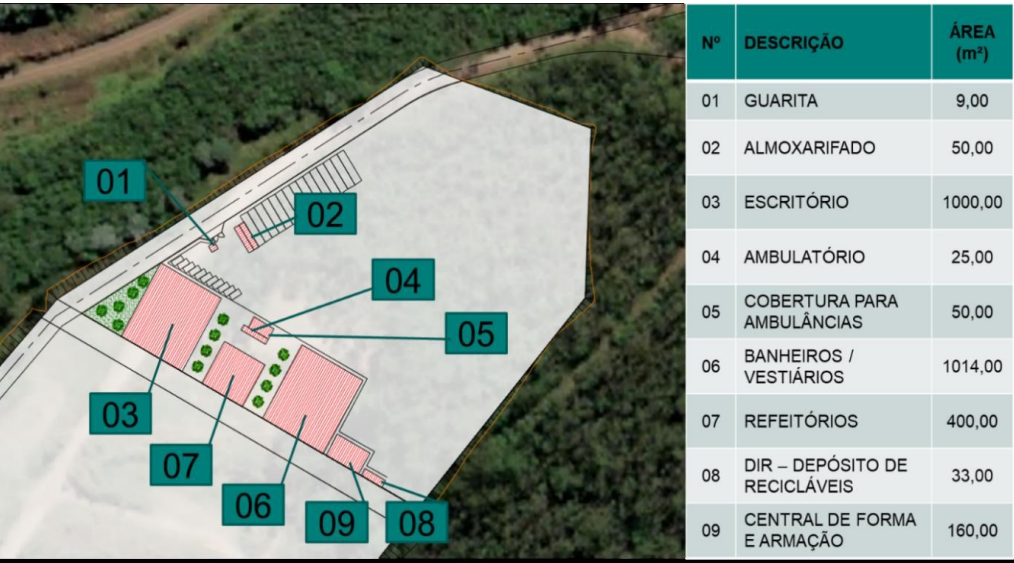 01
02
04
05
03
07
06
09
08
Nº DESCRIÇÃO ÁREA
(m²)
01 GUARITA 9,00
02 ALMOXARIFADO 50,00
03 ESCRITÓRIO 1000,00
04 AMBULATÓRIO 25,00
05 COBERTURA PARA
AMBULÂNCIAS 50,00
06 BANHEIROS /
VESTIÁRIOS 1014,00
07 REFEITÓRIOS 400,00
08 DIR – DEPÓSITO DE
RECICLÁVEIS 33,00
09 CENTRAL DE FORMA
E ARMAÇÃO 160,00